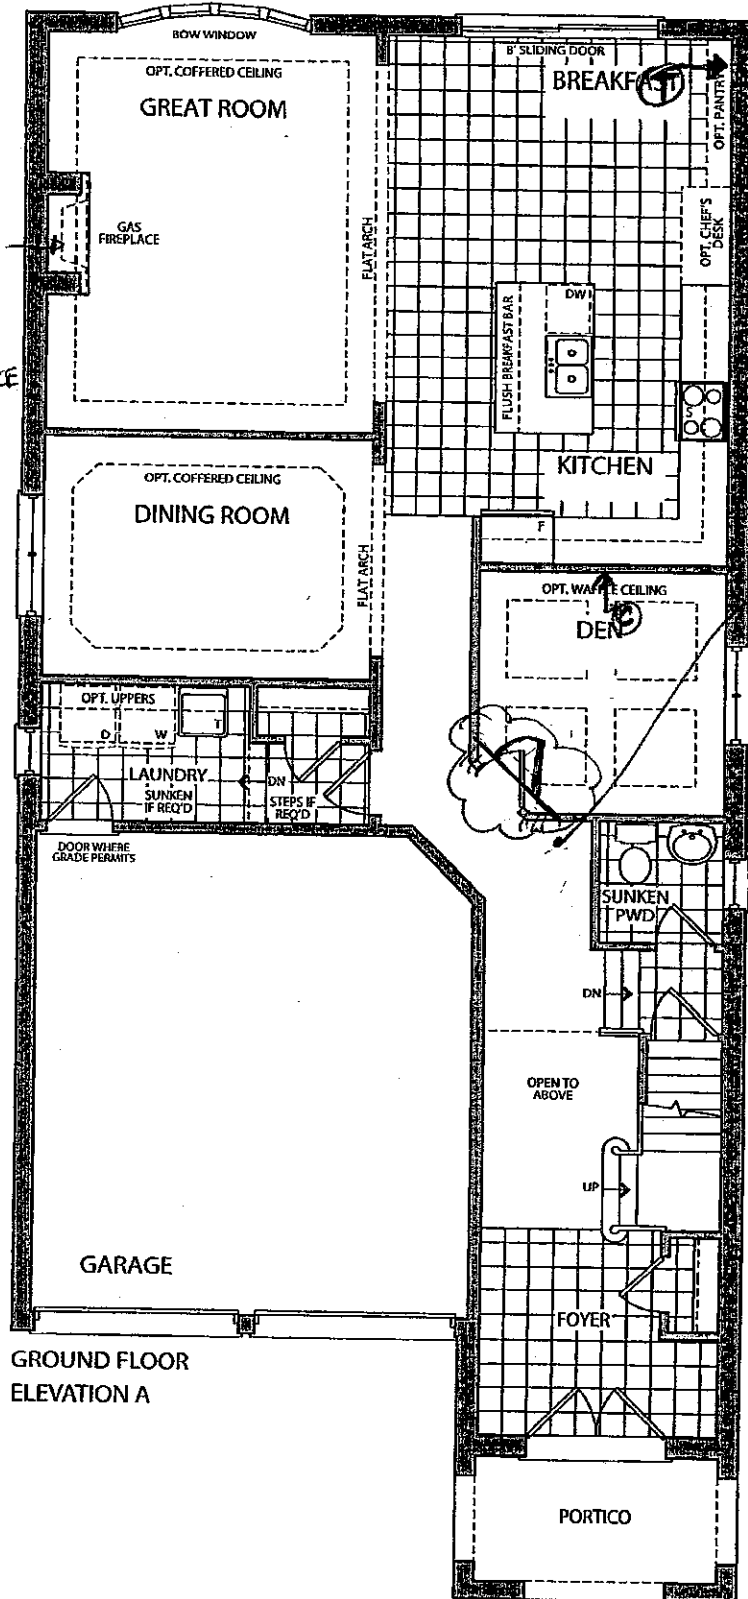 BOW WINDOW
8' SLIDING DOOR
OPT. COFFERED CEILING
GREAT ROOM
BREAKFAST
T
OPT. PANTRY
GAS
FIREPLACE
FLAT ARCH
OPT. CHEF'S
DESK
DW
FLUSH BREAKFAST BAR
S
KITCHEN
F
OPT. COFFERED CEILING
DINING ROOM
FLAT ARCH
OPT. WAFFLE CEILING
DEN
C
OPT. UPPERS
D
W
T
LAUNDRY
SUNKEN
IF REQ'D
DN
STEPS IF
REQ'D
DOOR WHERE
GRADE PERMITS
SUNKEN
PWD
DN
OPEN TO
ABOVE
UP
GARAGE
FOYER
GROUND FLOOR
ELEVATION A
PORTICO